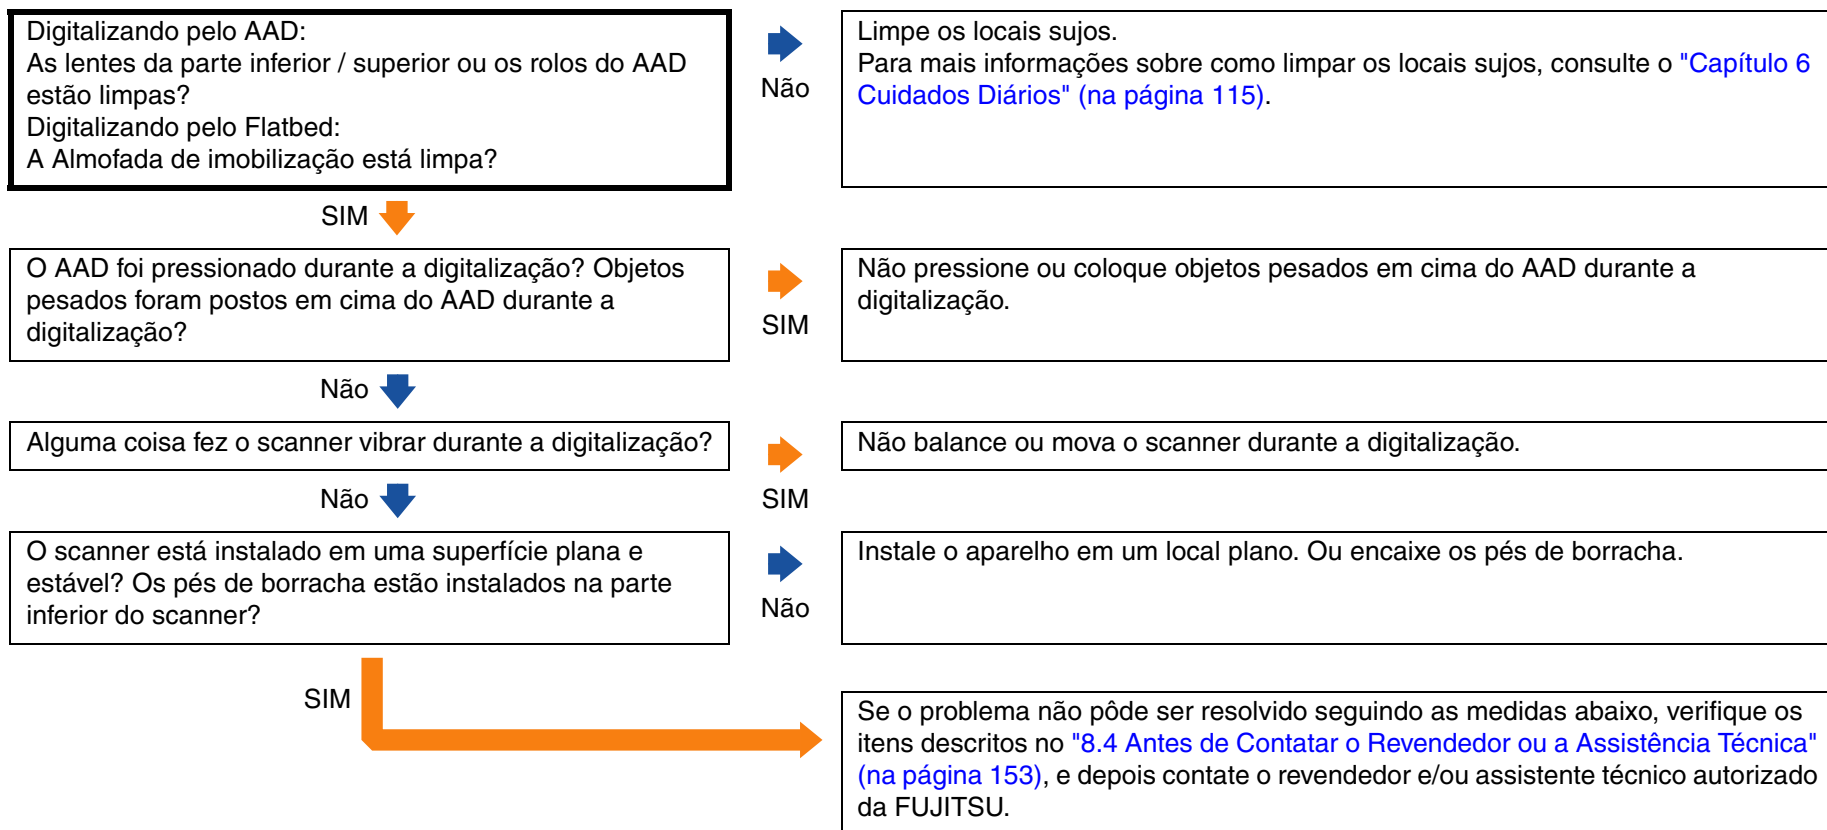 Digitalizando pelo AAD:
As lentes da parte inferior / superior ou os rolos do AAD
estão limpas?
Digitalizando pelo Flatbed:
A Almofada de imobilização está limpa?
Não
Limpe os locais sujos.
Para mais informações sobre como limpar os locais sujos, consulte o "Capítulo 6
Cuidados Diários" (na página 115).
SIM
O AAD foi pressionado durante a digitalização? Objetos
pesados foram postos em cima do AAD durante a
digitalização?
SIM
Não pressione ou coloque objetos pesados em cima do AAD durante a
digitalização.
Não
Alguma coisa fez o scanner vibrar durante a digitalização?
SIM
Não balance ou mova o scanner durante a digitalização.
Não
O scanner está instalado em uma superfície plana e
estável? Os pés de borracha estão instalados na parte
inferior do scanner?
Não
Instale o aparelho em um local plano. Ou encaixe os pés de borracha.
SIM
Se o problema não pôde ser resolvido seguindo as medidas abaixo, verifique os
itens descritos no "8.4 Antes de Contatar o Revendedor ou a Assistência Técnica"
(na página 153), e depois contate o revendedor e/ou assistente técnico autorizado
da FUJITSU.